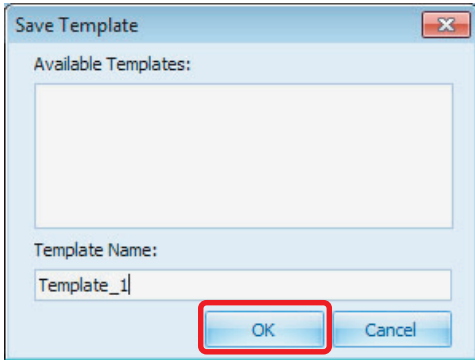 Save Template
Available Templates:
Template Name:
Template_1
OK Cancel